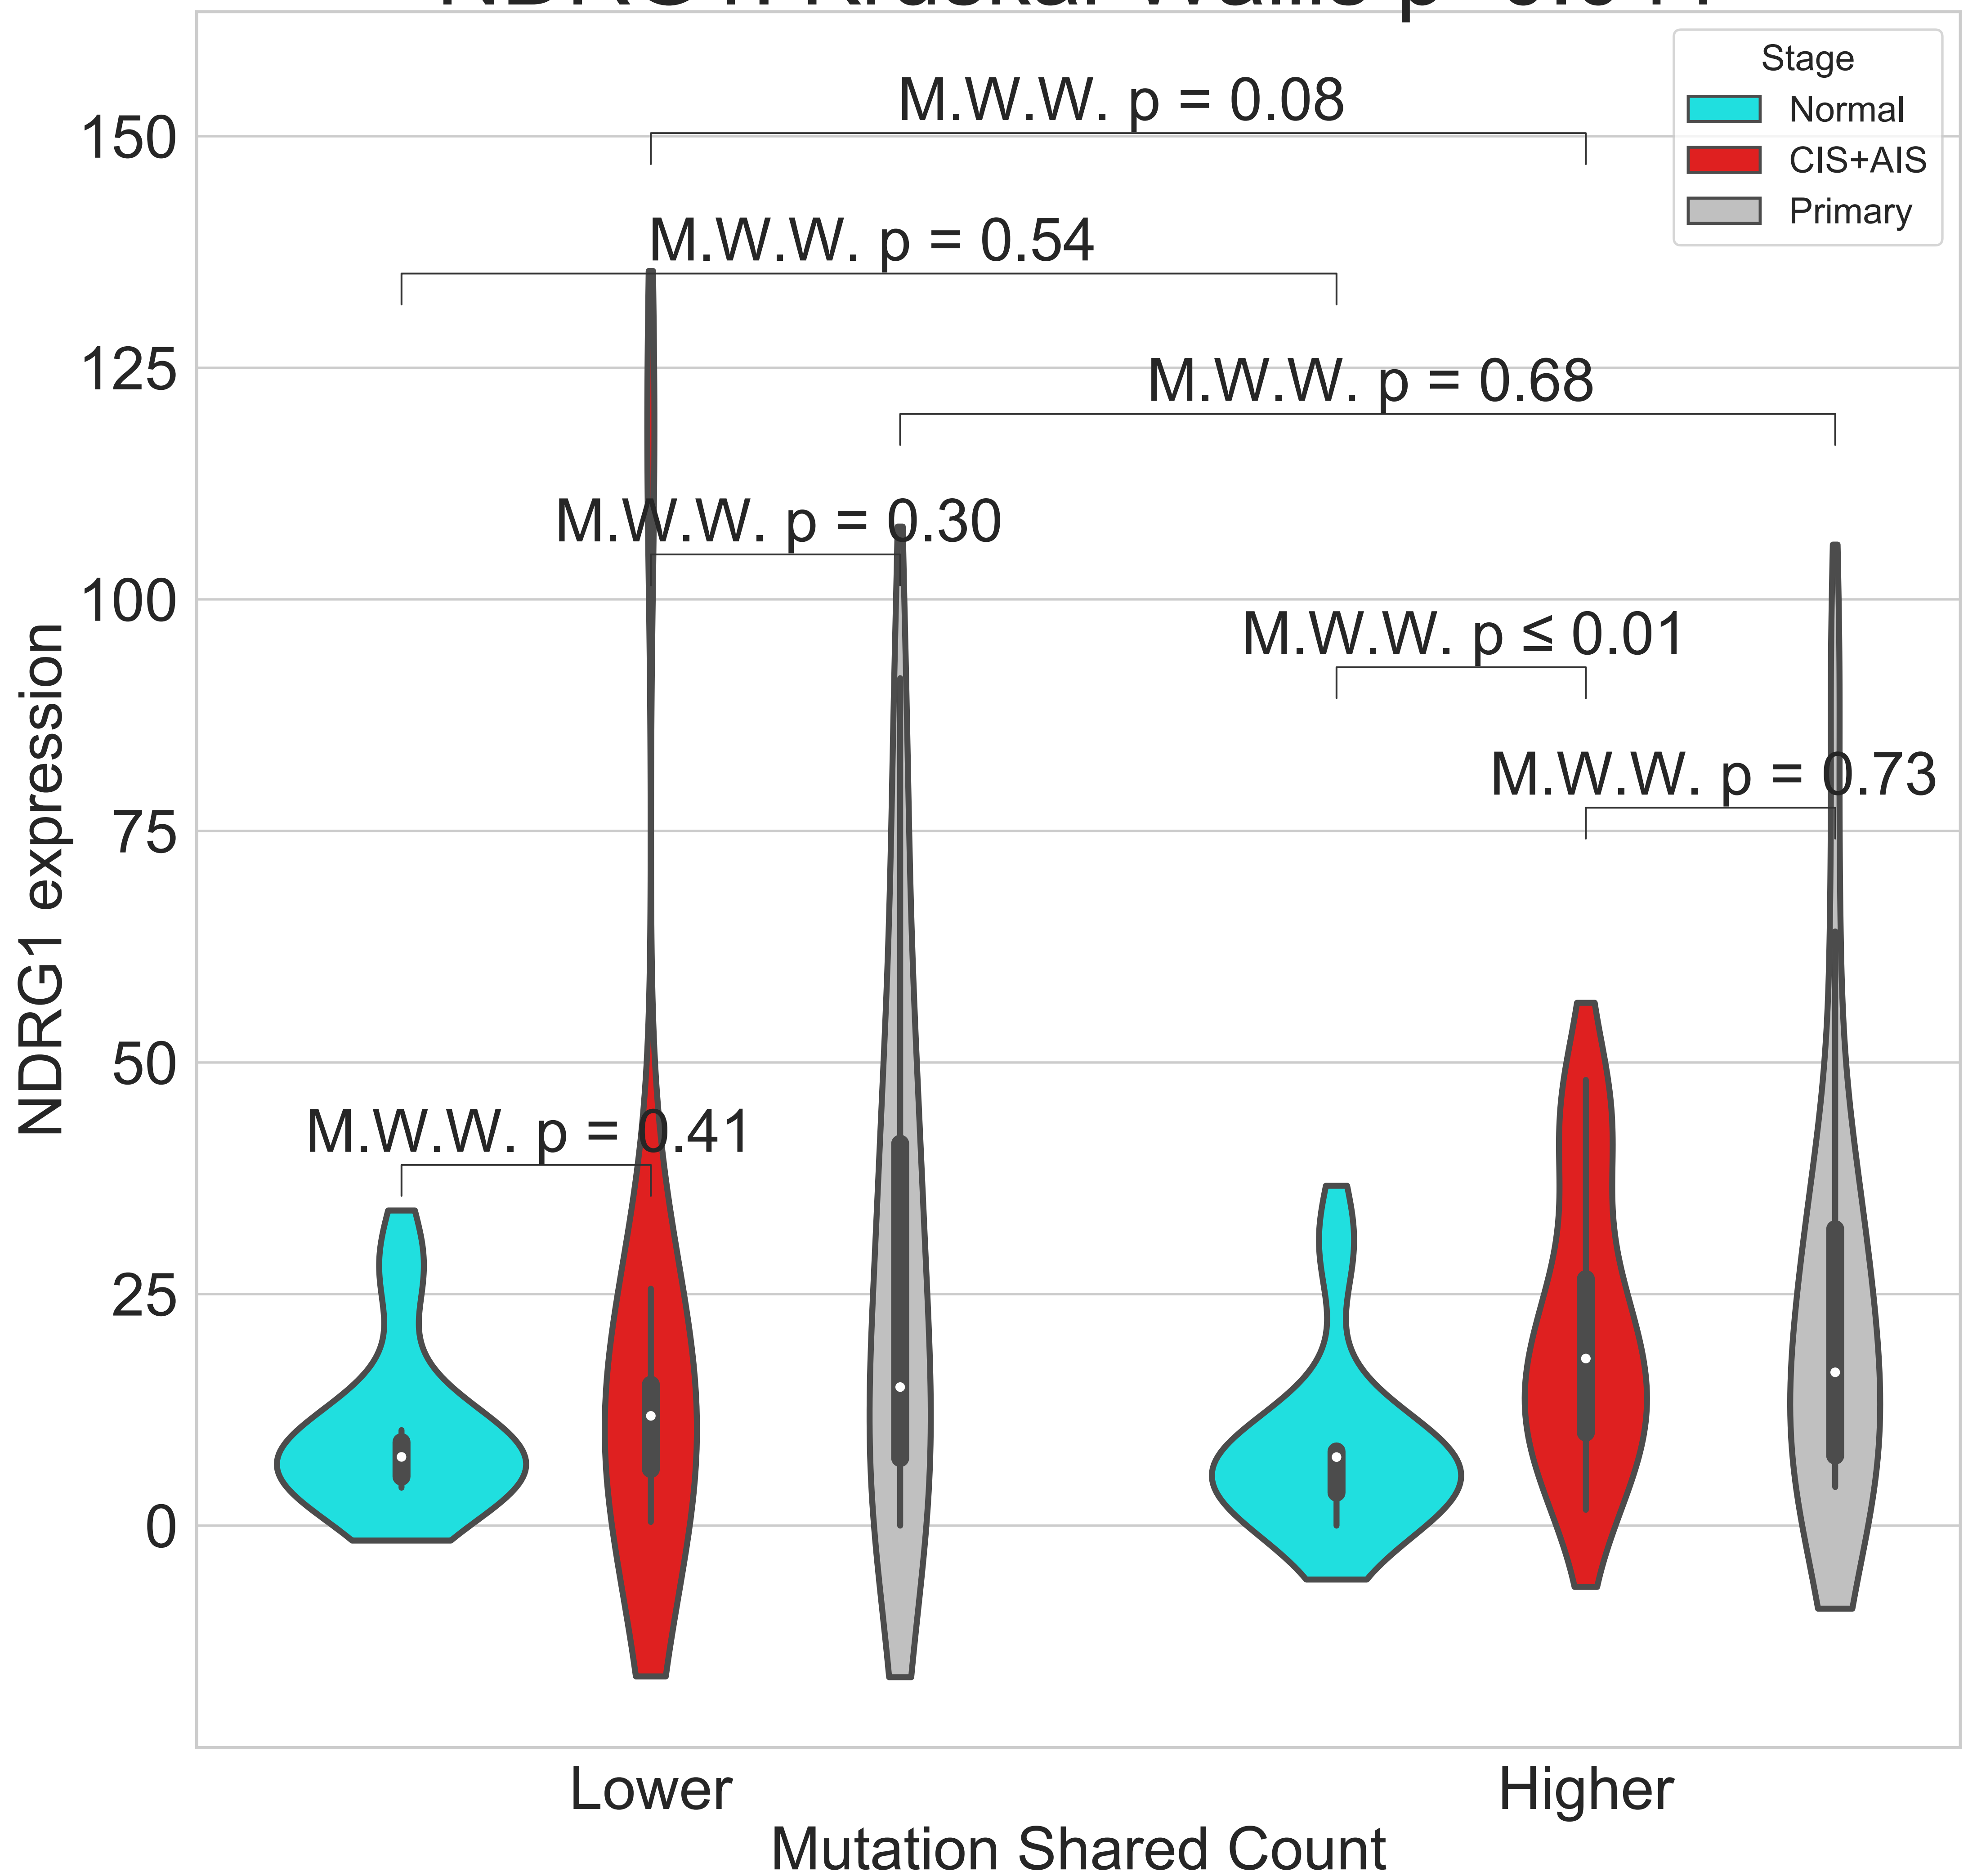 Stage
Normal
CIS+AIS
Primary
M.W.W. p = 0.08
M.W.W. p = 0.54
M.W.W. p = 0.68
M.W.W. p = 0.30
M.W.W. p ≤ 0.01
M.W.W. p = 0.73
M.W.W. p = 0.41
150
125
100
75
50
25
0
NDRG1 expression
Lower
Higher
Mutation Shared Count